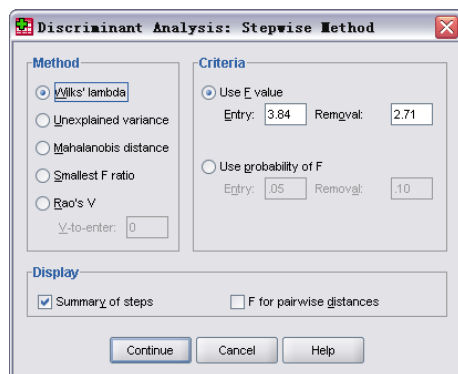 Discriminant Analysis: Stepwise Method
Method
Wilks' lambda
Unexplained variance
Mahalanobis distance
Smallest F ratio
Rao's V
V-to-enter: 0
Criteria
Use F value
Entry: 3.84 Removal: 2.71
Use probability of F
Entry: .05 Removal: .10
Display
Summary of steps
F for pairwise distances
Continue Cancel Help